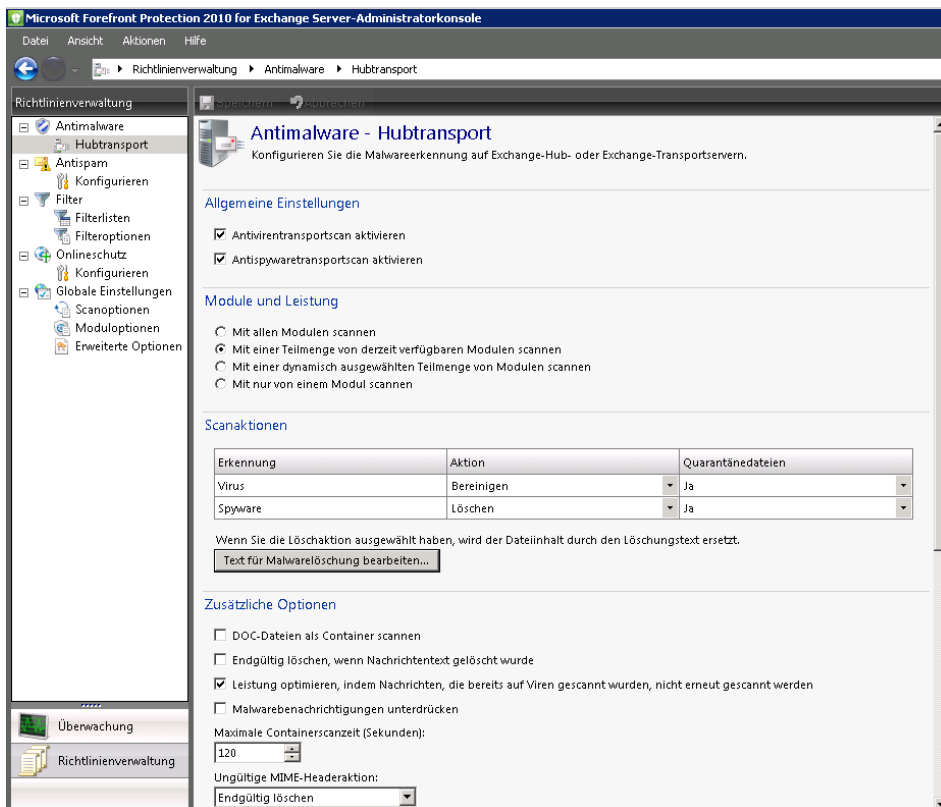 Microsoft Forefront Protection 2010 for Exchange Server-Administratorkonsole
Datei Ansicht Aktionen Hilfe
Richtlinienverwaltung Antimalware Hubtransport
Richtlinienverwaltung
Speichern Abbrechen
Antimalware
Hubtransport
Antispam
Konfigurieren
Filter
Filterlisten
Filteroptionen
Onlineschutz
Konfigurieren
Globale Einstellungen
Scanoptionen
Moduloptionen
Erweiterte Optionen
Überwachung
Richtlinienverwaltung
Antimalware - Hubtransport
Konfigurieren Sie die Malwareerkennung auf Exchange-Hub- oder Exchange-Transportservern.
Allgemeine Einstellungen
Antivirentransportscan aktivieren
Antispywaretransportscan aktivieren
Module und Leistung
Mit allen Modulen scannen
Mit einer Teilmenge von derzeit verfügbaren Modulen scannen
Mit einer dynamisch ausgewählten Teilmenge von Modulen scannen
Mit nur von einem Modul scannen
Scanaktionen
Erkennung Aktion Quarantänedateien
Virus Bereinigen Ja
Spyware Löschen Ja
Wenn Sie die Löschaktion ausgewählt haben, wird der Dateiinhalt durch den Löschungstext ersetzt.
Text für Malwarelöschung bearbeiten...
Zusätzliche Optionen
DOC-Dateien als Container scannen
Endgültig löschen, wenn Nachrichtentext gelöscht wurde
Leistung optimieren, indem Nachrichten, die bereits auf Viren gescannt wurden, nicht erneut gescannt werden
Malwarebenachrichtigungen unterdrücken
Maximale Containerscanzeit (Sekunden):
120
Ungültige MIME-Headeraktion:
Endgültig löschen